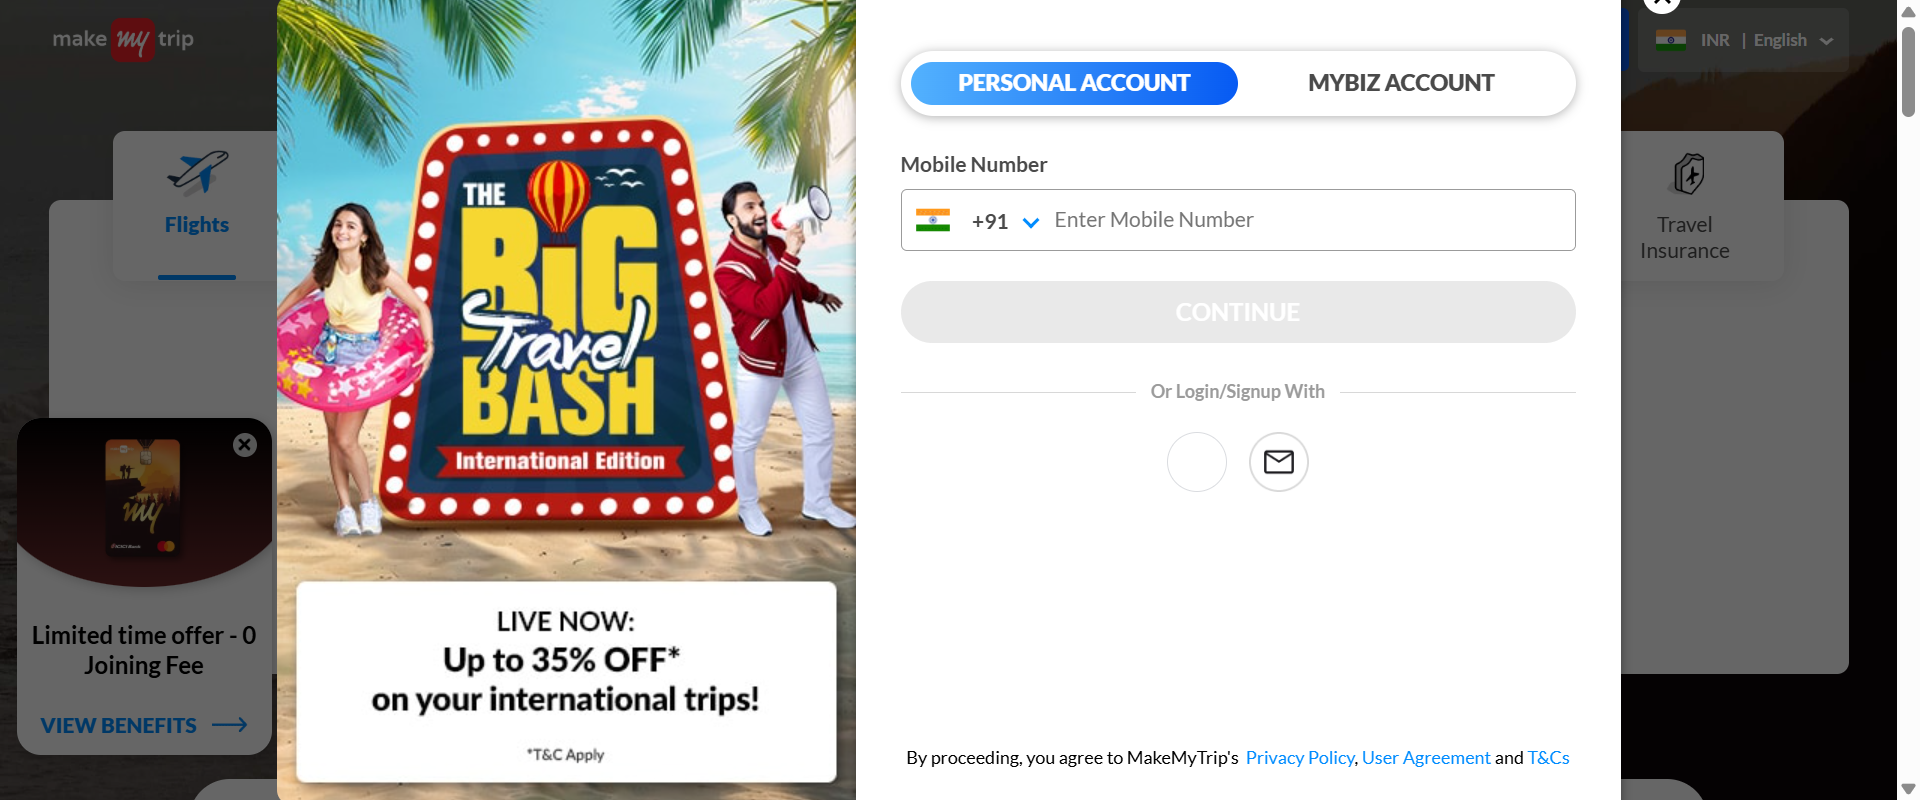 make my trip
INR | English
Flights
Travel
Insurance
my
Limited time offer - 0
Joining Fee
VIEW BENEFITS
THE
BIG
Travel
BASH
International Edition
LIVE NOW:
Up to 35% OFF*
on your international trips!
*T&C Apply
PERSONAL ACCOUNT
MYBIZ ACCOUNT
Mobile Number
+91
Enter Mobile Number
CONTINUE
Or Login/Signup With
By proceeding, you agree to MakeMyTrip's Privacy Policy, User Agreement and T&Cs